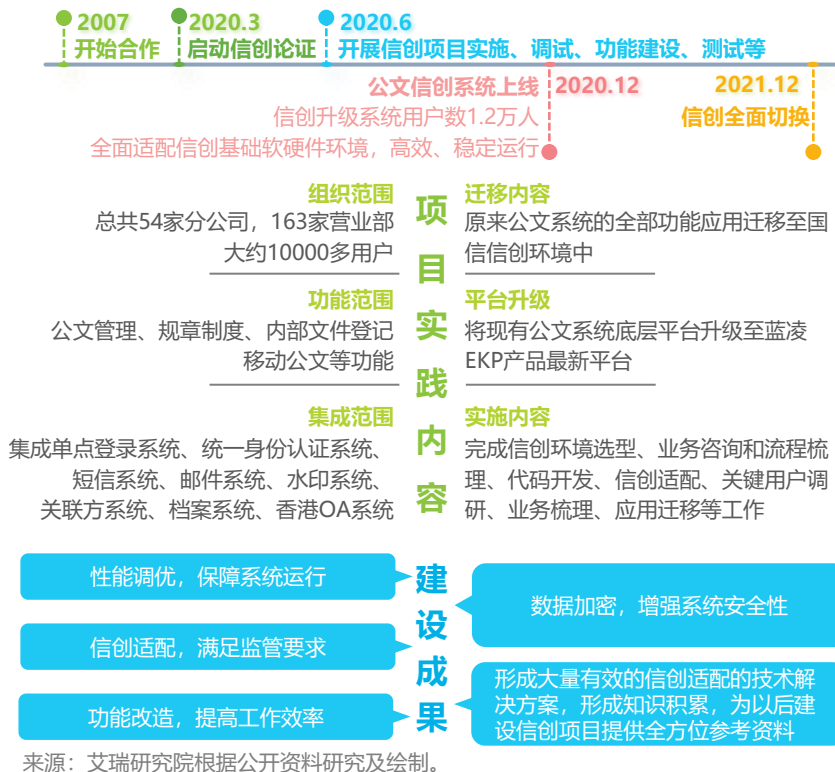 2007
开始合作
2020.3
启动信创论证
2020.6
开展信创项目实施、调试、功能建设、测试等
公文信创系统上线
2020.12
信创升级系统用户数1.2万人
全面适配信创基础软硬件环境，高效、稳定运行
2021.12
信创全面切换
项目实践内容
组织范围
总共54家分公司，163家营业部
大约10000多用户
迁移内容
原来公文系统的全部功能应用迁移至国
信信创环境中
功能范围
公文管理、规章制度、内部文件登记
移动公文等功能
平台升级
将现有公文系统底层平台升级至蓝凌
EKP产品最新平台
集成范围
集成单点登录系统、统一身份认证系统、
短信系统、邮件系统、水印系统、
关联方系统、档案系统、香港OA系统
实施内容
完成信创环境选型、业务咨询和流程梳
理、代码开发、信创适配、关键用户调
研、业务梳理、应用迁移等工作
建设成果
性能调优，保障系统运行
信创适配，满足监管要求
功能改造，提高工作效率
数据加密，增强系统安全性
形成大量有效的信创适配的技术解
决方案，形成知识积累，为以后建
设信创项目提供全方位参考资料
来源：艾瑞研究院根据公开资料研究及绘制。